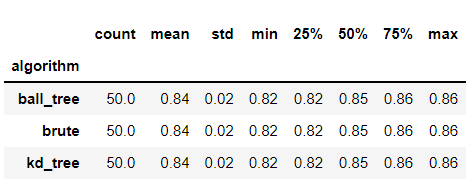 count mean std min 25% 50% 75% max
algorithm
ball_tree 50.0 0.84 0.02 0.82 0.82 0.85 0.86 0.86
brute 50.0 0.84 0.02 0.82 0.82 0.85 0.86 0.86
kd_tree 50.0 0.84 0.02 0.82 0.82 0.85 0.86 0.86